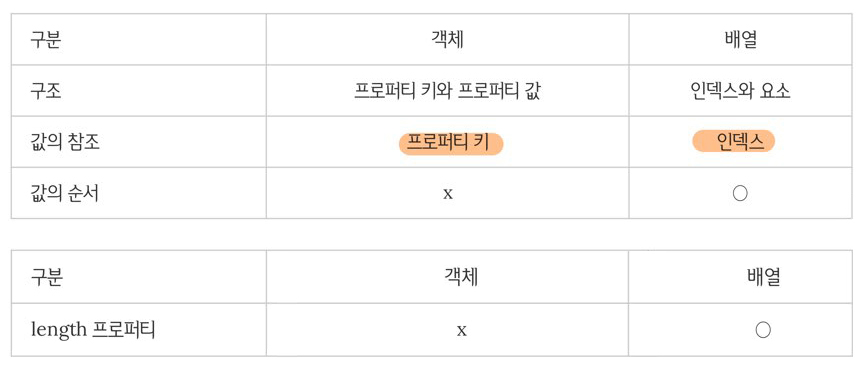 구분 객체 배열
구조 프로퍼티 키와 프로퍼티 값 인덱스와 요소
값의 참조 프로퍼티 키 인덱스
값의 순서 x ○
구분 객체 배열
length 프로퍼티 x ○